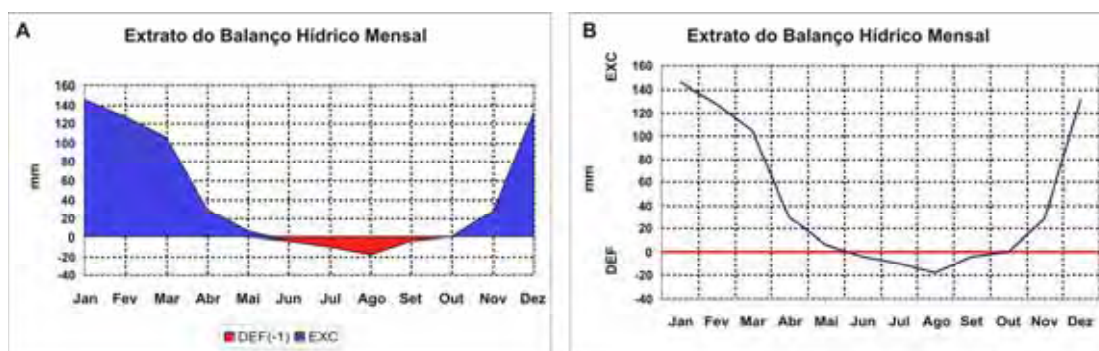 A
Extrato do Balanço Hídrico Mensal
160
140
120
100
80
60
40
20
0
-20
-40
mm
Jan Fev Mar Abr Mai Jun Jul Ago Set Out Nov Dez
DEF(-1) EXC
B
Extrato do Balanço Hídrico Mensal
EXC
mm
DEF
160
140
120
100
80
60
40
20
0
-20
-40
Jan Fev Mar Abr Mai Jun Jul Ago Set Out Nov Dez